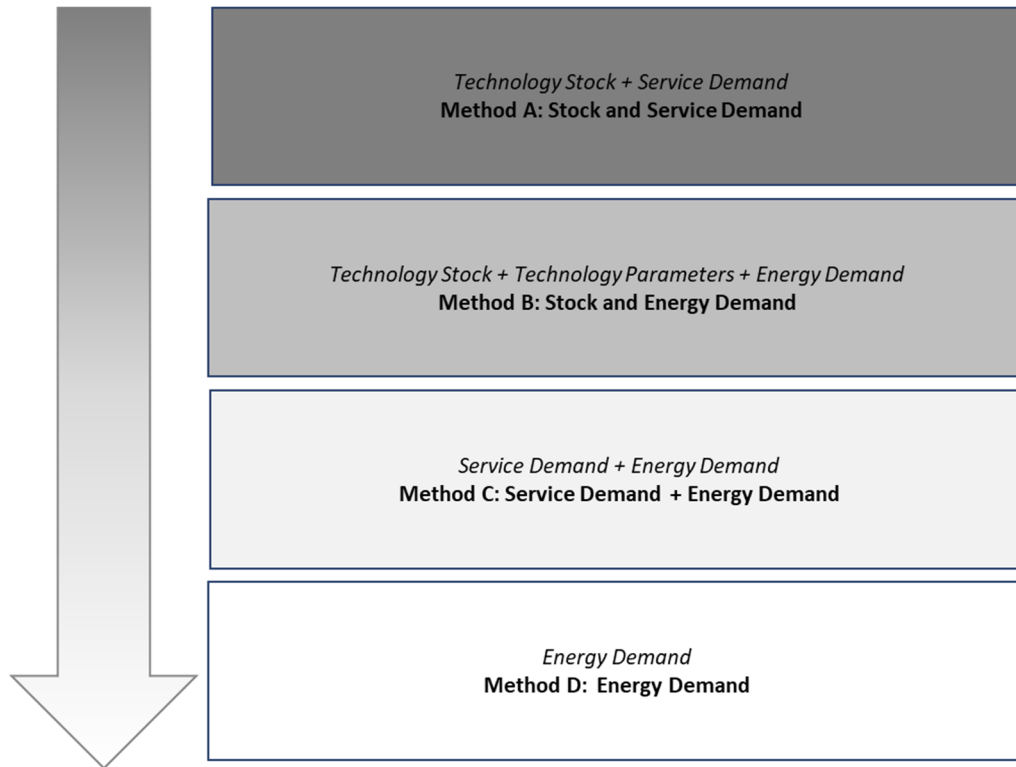 Technology Stock + Service Demand
Method A: Stock and Service Demand
Technology Stock + Technology Parameters + Energy Demand
Method B: Stock and Energy Demand
Service Demand + Energy Demand
Method C: Service Demand + Energy Demand
Energy Demand
Method D: Energy Demand